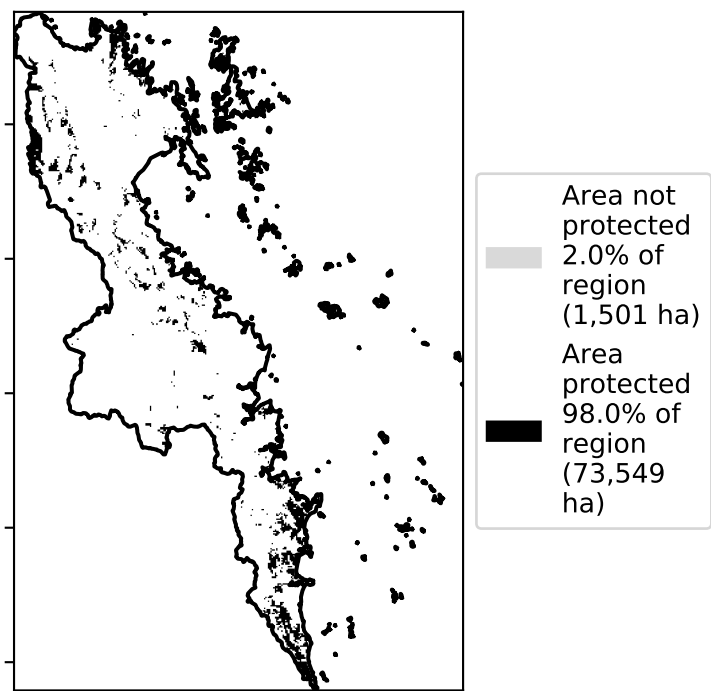 Area not
protected
2.0% of
region
(1,501 ha)
Area
protected
98.0% of
region
(73,549
ha)